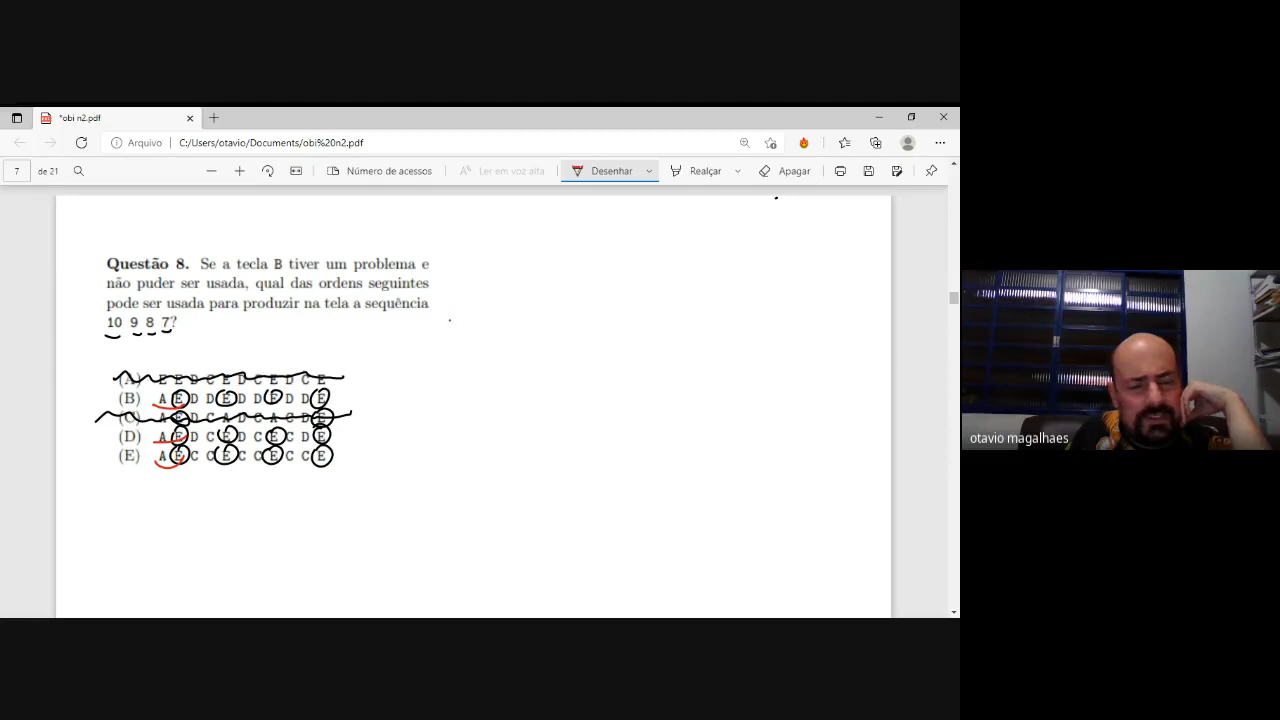 *obi n2.pdf
Arquivo C:/Users/otavio/Documents/obi%20n2.pdf
7 de 21 Número de acessos Ler em voz alta Desenhar Realçar Apagar
Questão 8. Se a tecla B tiver um problema e
não puder ser usada, qual das ordens seguintes
pode ser usada para produzir na tela a sequência
10 9 8 7?
(A) E E D C E D C E D C E
(B) A E D D E D D E D D E
(C) A E D C A D C A C D E
(D) A E D C E D C E C D E
(E) A E C C E C C E C C E
otavio magalhaes